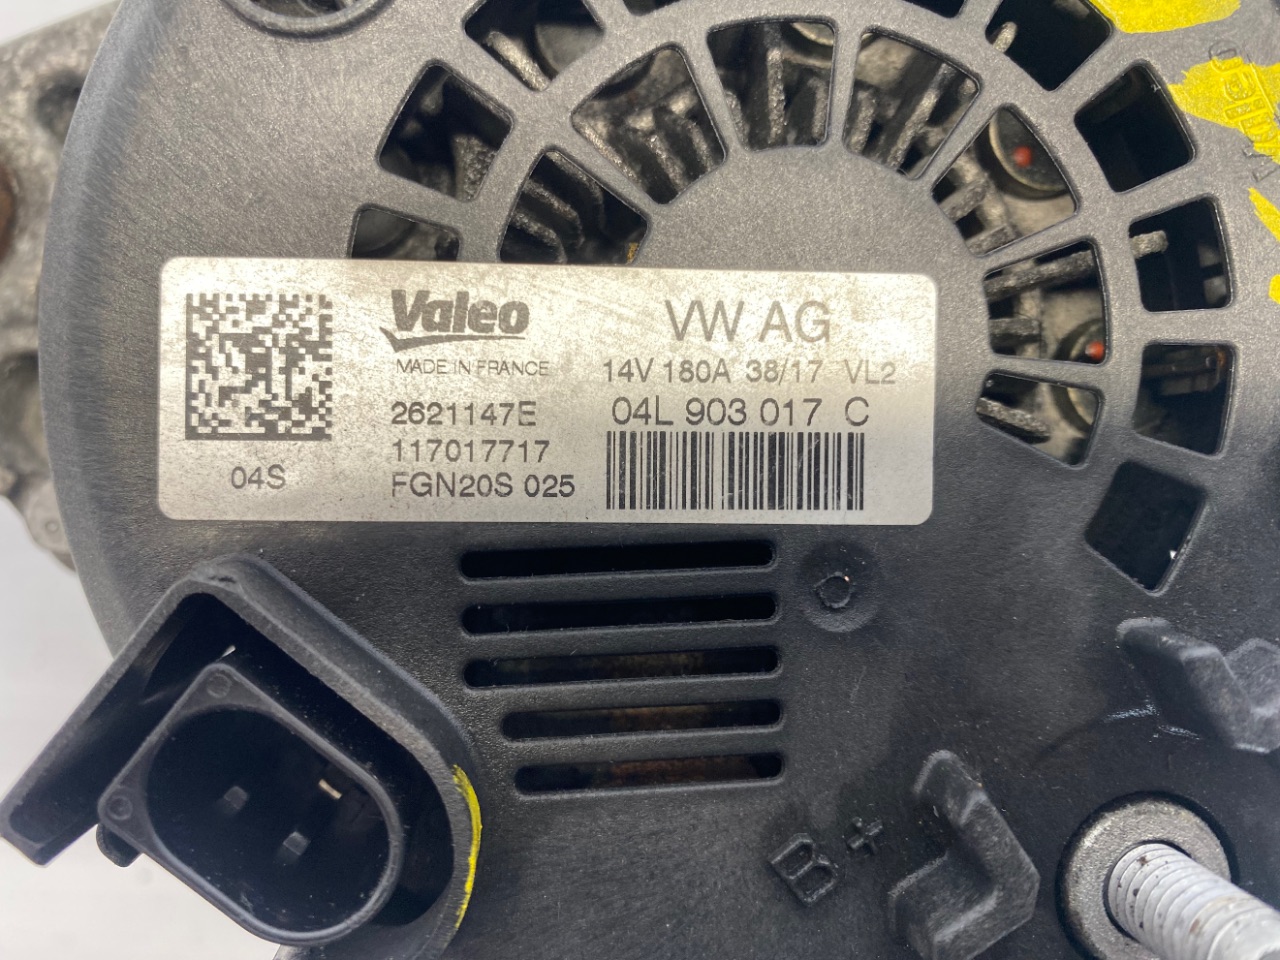 Valeo
MADE IN FRANCE
2621147E
117017717
FGN20S 025
04S
VW AG
14V 180A 38/17 VL2
04L 903 017 C
B+